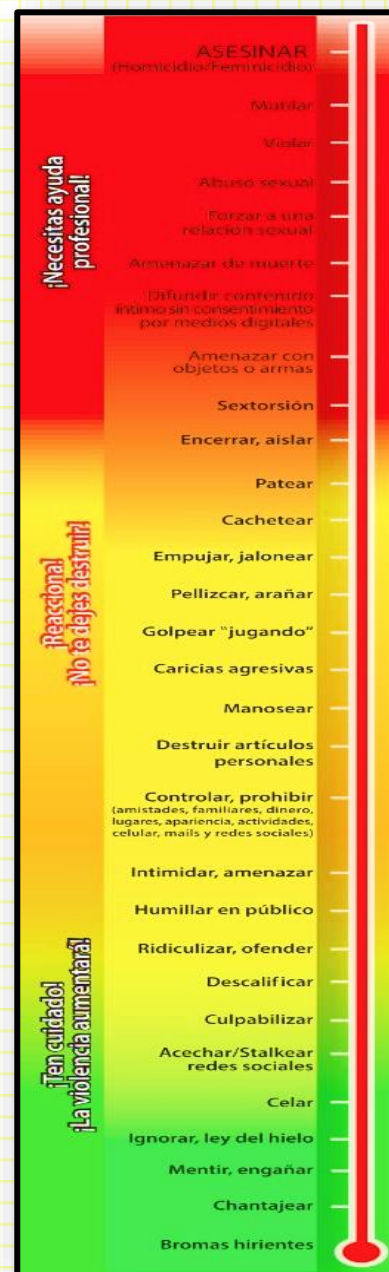 ASESINAR
(Homicidio/Feminicidio)
Mutilar
Violar
Abuso sexual
Forzar a una
relación sexual
Amenazar de muerte
Difundir contenido
íntimo sin consentimiento
por medios digitales
Amenazar con
objetos o armas
Sextorsión
¡Necesitas ayuda
profesional!
Encerrar, aislar
Patear
Cachetear
Empujar, jalonear
Pellizcar, arañar
Golpear "jugando"
Caricias agresivas
Manosear
Destruir artículos
personales
Controlar, prohibir
(amistades, familiares, dinero,
lugares, apariencia, actividades,
celular, mails y redes sociales)
Intimidar, amenazar
Humillar en público
¡Reacciona!
¡No te dejes destruir!
Ridiculizar, ofender
Descalificar
Culpabilizar
Acechar/Stalkear
redes sociales
Celar
Ignorar, ley del hielo
Mentir, engañar
Chantajear
Bromas hirientes
¡Ten cuidado!
¡La violencia aumentará!